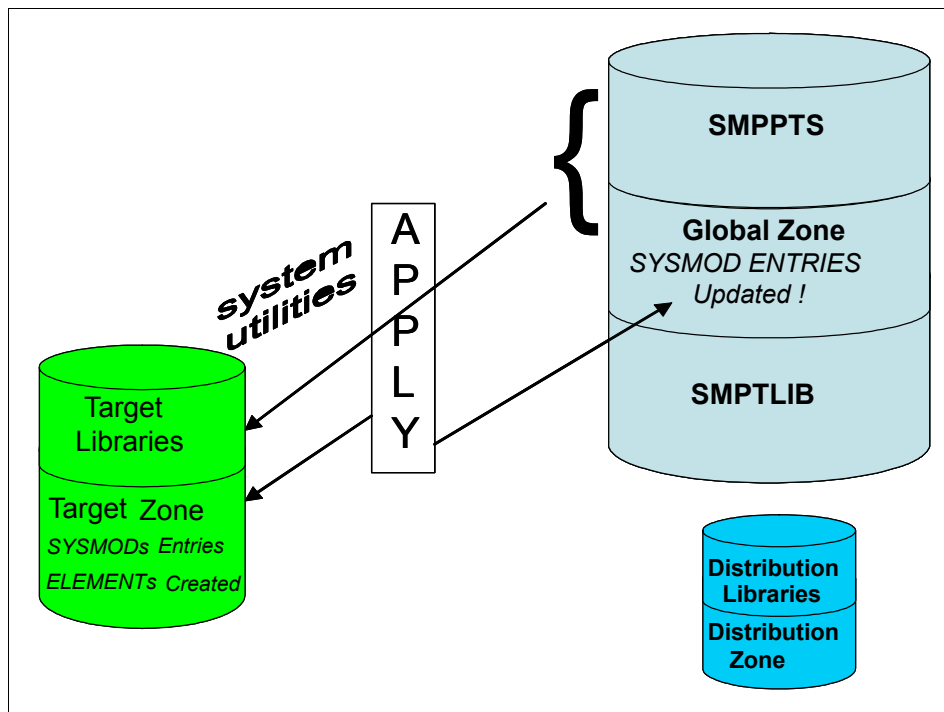 SMPPTS
Global Zone
SYSMOD ENTRIES
Updated !
SMPTLIB
A
P
P
L
Y
system
utilities
Target
Libraries
Target Zone
SYSMODs Entries
ELEMENTs Created
Distribution
Libraries
Distribution
Zone